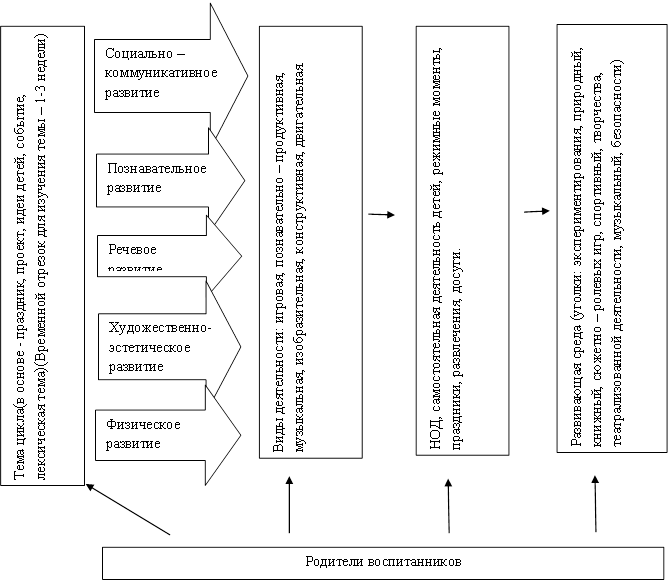 Тема цикла(в основе - праздник, проект, идеи детей, событие,
лексическая тема)(Временной отрезок для изучения темы – 1-3 недели)
Социально –
коммуникативное
развитие
Познавательное
развитие
Речевое
развитие
Художественно-
эстетическое
развитие
Физическое
развитие
Виды деятельности: игровая, познавательно – продуктивная,
музыкальная, изобразительная, конструктивная, двигательная
НОД, самостоятельная деятельность детей, режимные моменты,
праздники, развлечения, досуги.
Развивающая среда (уголки: экспериментирования, природный,
книжный, сюжетно – ролевых игр, спортивный, творчества,
театрализованной деятельности, музыкальный, безопасности)
Родители воспитанников